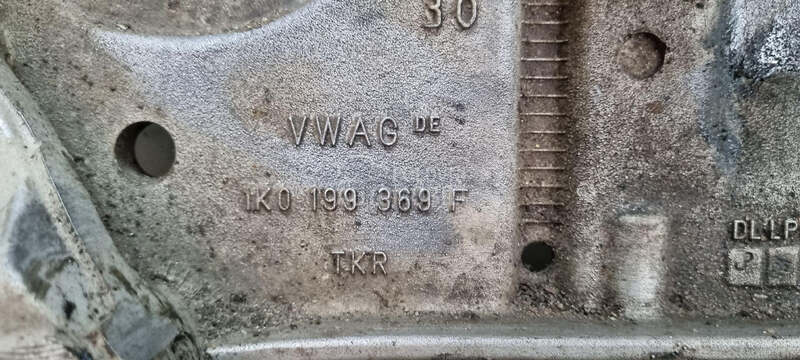 30
VWAG DE
1K0 199 369 F
TKR
DLLP
P